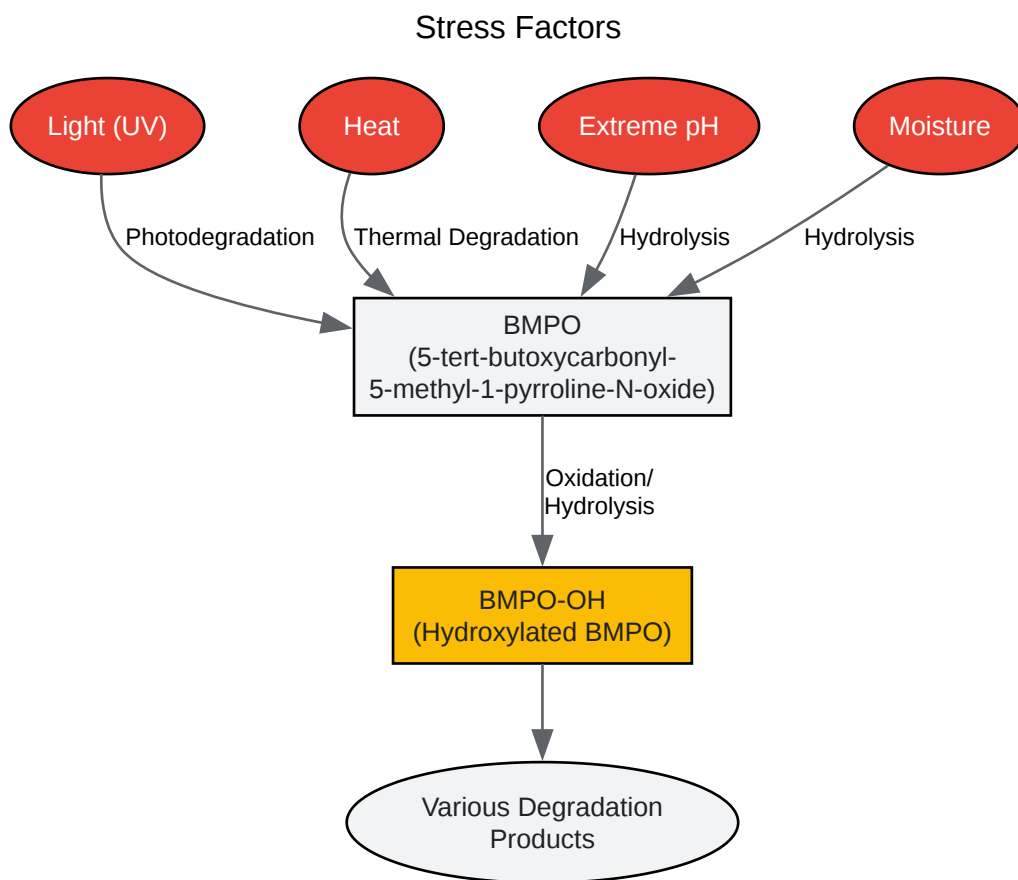 Stress Factors
Light (UV)
Heat
Extreme pH
Moisture
Photodegradation
Thermal Degradation
Hydrolysis
Hydrolysis
BMPO
(5-tert-butoxycarbonyl-
5-methyl-1-pyrroline-N-oxide)
Oxidation/
Hydrolysis
BMPO-OH
(Hydroxylated BMPO)
Various Degradation
Products